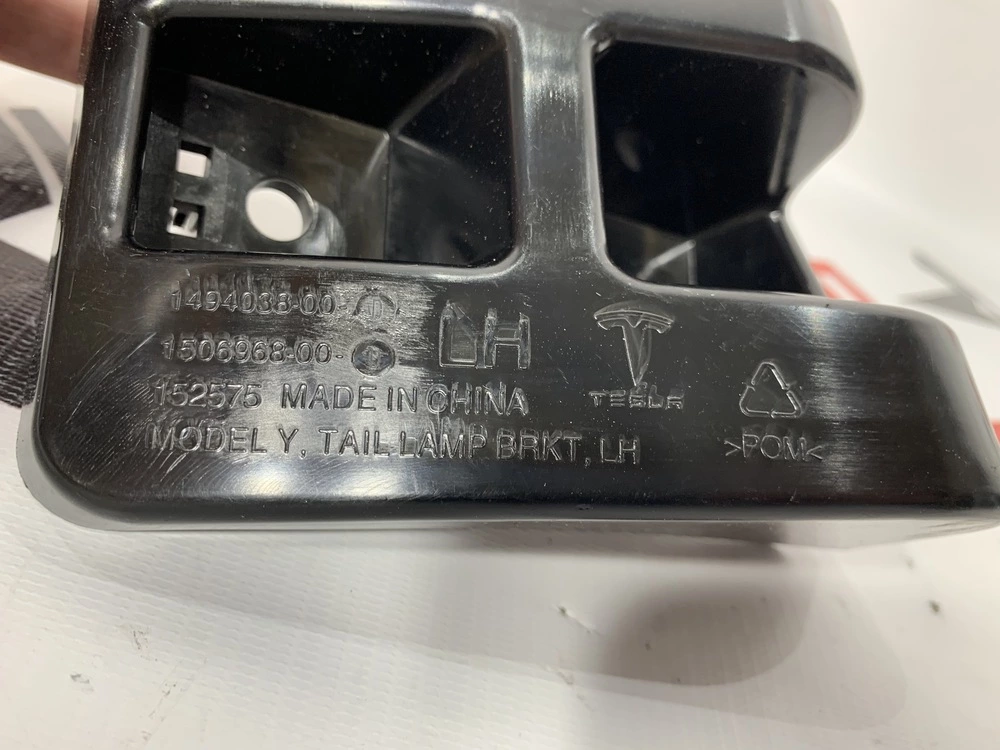 1494038-00-
LH
1506968-00-
TESLA
152575 MADE IN CHINA
MODEL Y, TAIL LAMP BRKT, LH
>POM<